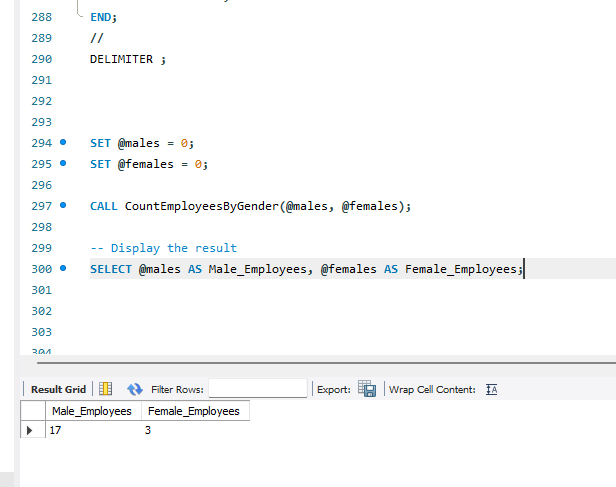 288 END;
289 //
290 DELIMITER ;
291
292
293
294 SET @males = 0;
295 SET @females = 0;
296
297 CALL CountEmployeesByGender(@males, @females);
298
299 -- Display the result
300 SELECT @males AS Male_Employees, @females AS Female_Employees;
301
302
303
304
Result Grid Filter Rows: Export: Wrap Cell Content: IA
Male_Employees Female_Employees
17 3